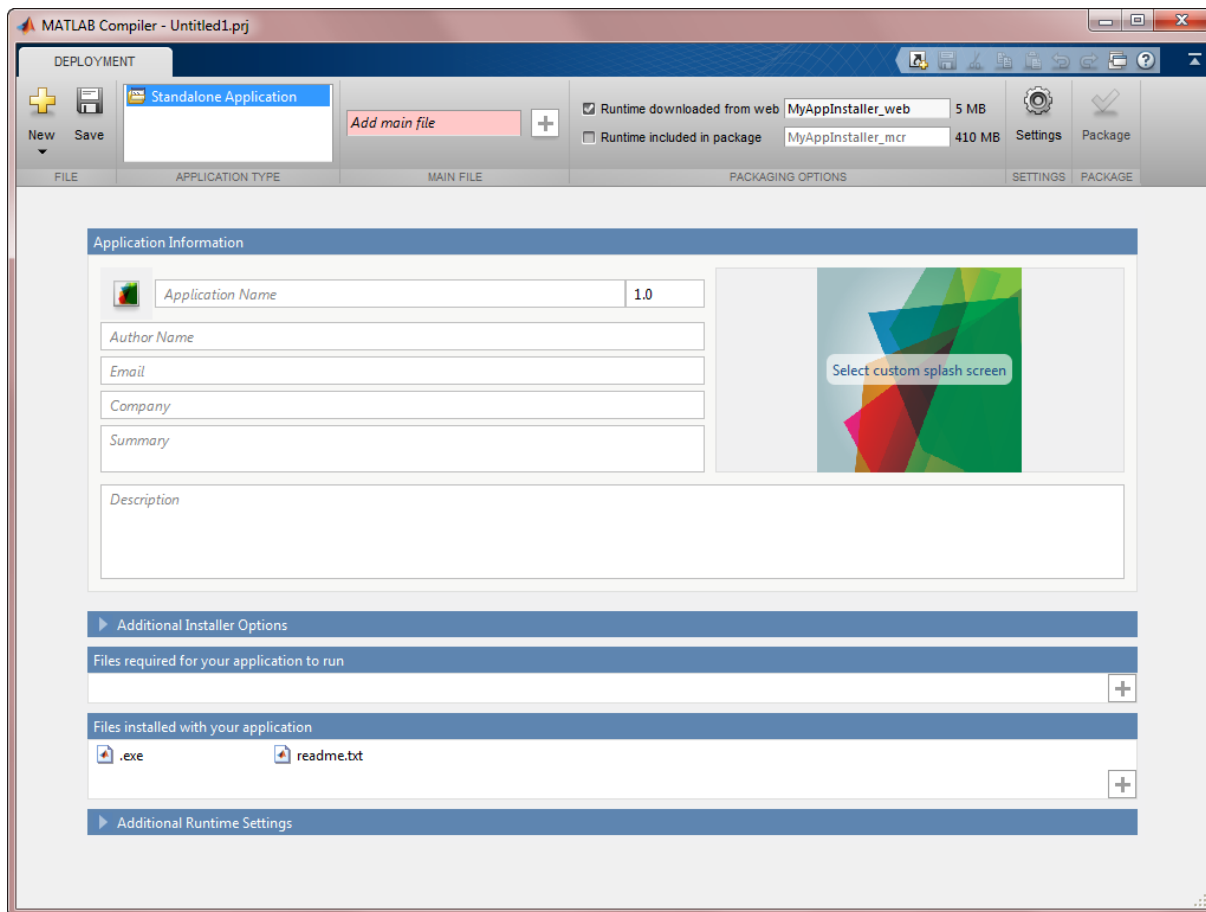 MATLAB Compiler - Untitled1.prj
DEPLOYMENT
New
Save
Standalone Application
Add main file
Runtime downloaded from web MyAppInstaller_web 5 MB
Runtime included in package MyAppInstaller_mcr 410 MB
Settings
Package
FILE
APPLICATION TYPE
MAIN FILE
PACKAGING OPTIONS
SETTINGS
PACKAGE
Application Information
Application Name
1.0
Author Name
Email
Company
Summary
Select custom splash screen
Description
Additional Installer Options
Files required for your application to run
Files installed with your application
.exe
readme.txt
Additional Runtime Settings